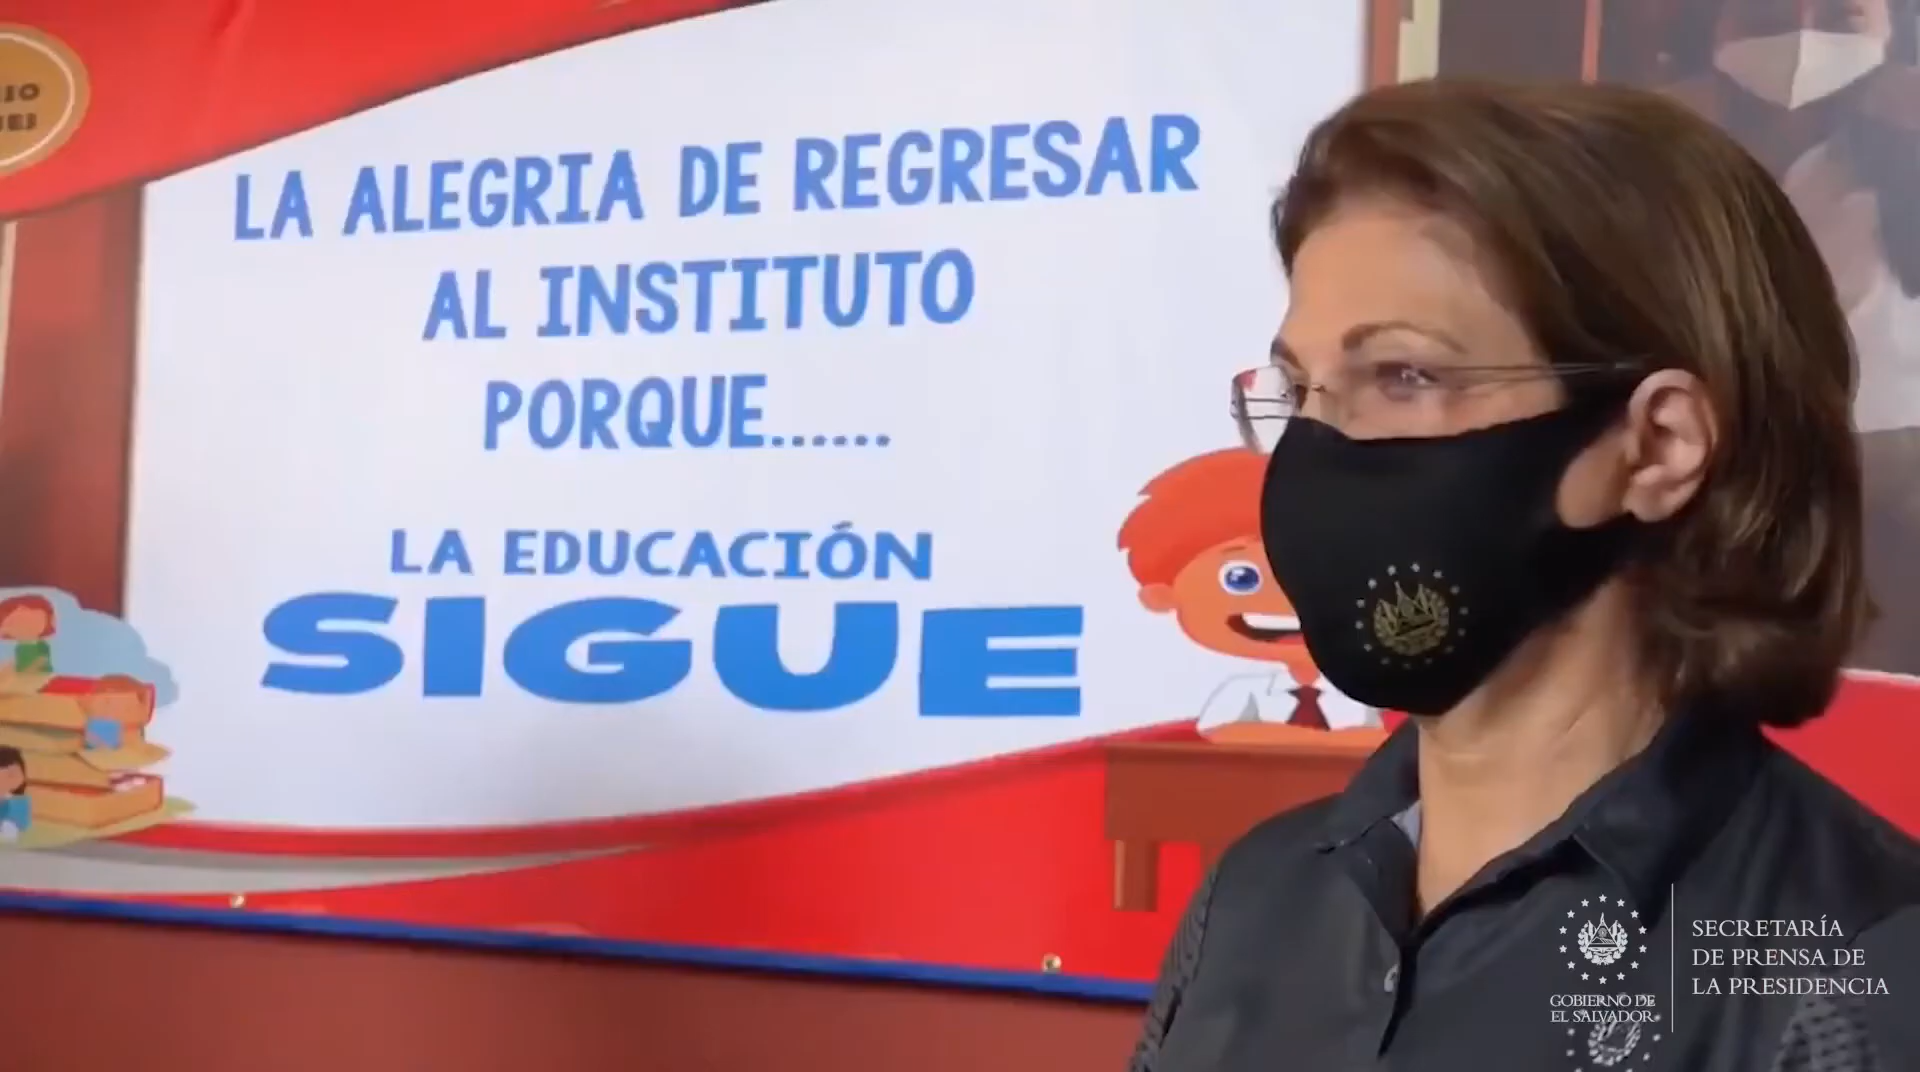 LA ALEGRIA DE REGRESAR
AL INSTITUTO
PORQUE......
LA EDUCACIÓN
SIGUE
GOBIERNO DE
EL SALVADOR
SECRETARÍA
DE PRENSA DE
LA PRESIDENCIA